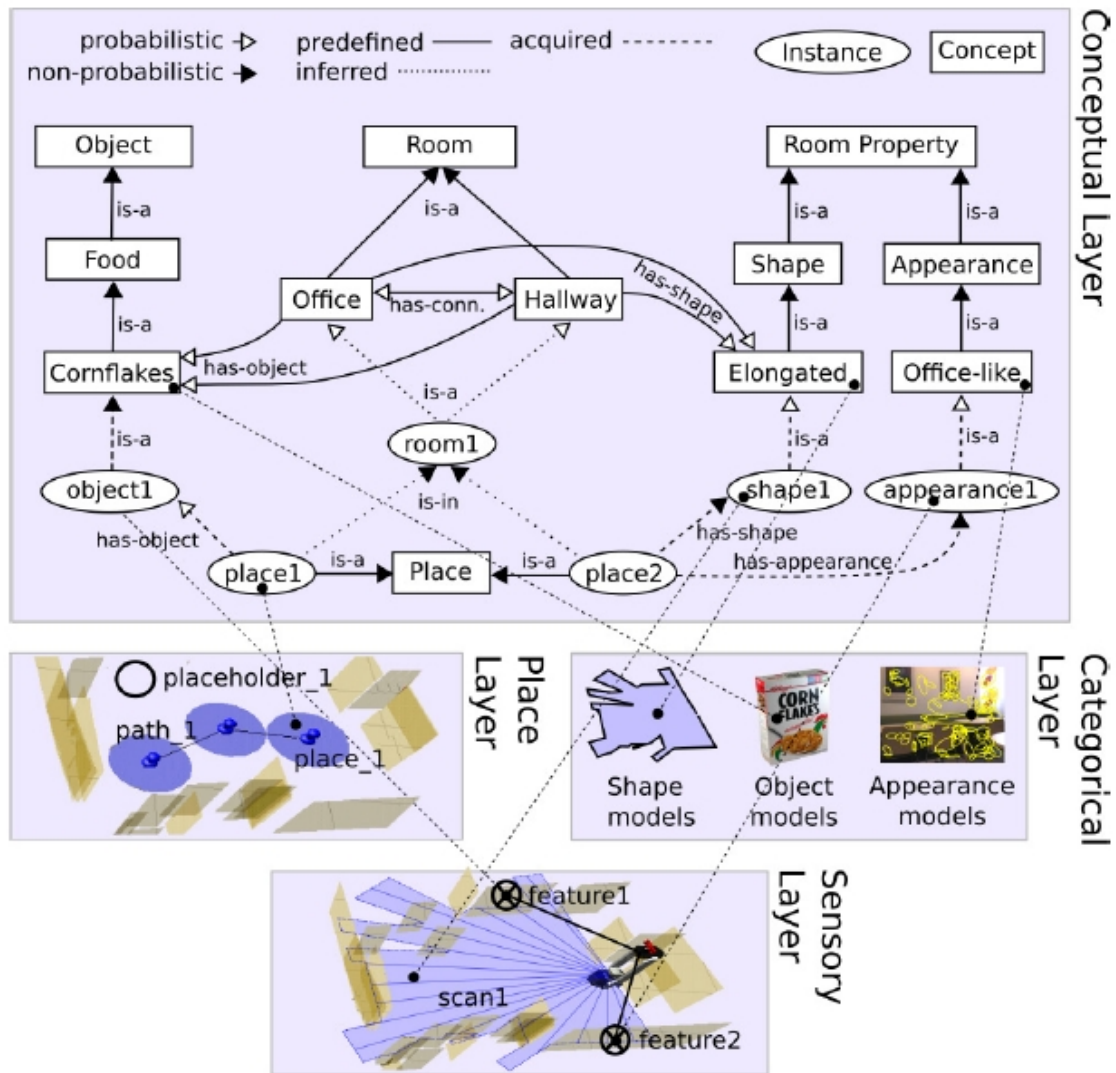 probabilistic
predefined
acquired
Instance
Concept
non-probabilistic
inferred
Conceptual Layer
Object
Room
Room Property
is-a
is-a
is-a
is-a
Food
Shape
Appearance
Office
has-conn.
Hallway
has-shape
is-a
is-a
is-a
Cornflakes
has-object
Elongated
Office-like
is-a
is-a
is-a
is-a
room1
object1
shape1
appearance1
is-in
has-object
has-shape
has-appearance
place1
is-a
Place
is-a
place2
placeholder_1
path_1
place_1
Place
Layer
CORN
FLAKES
Shape
models
Object
models
Appearance
models
Categorical
Layer
feature1
scan1
feature2
Sensory
Layer